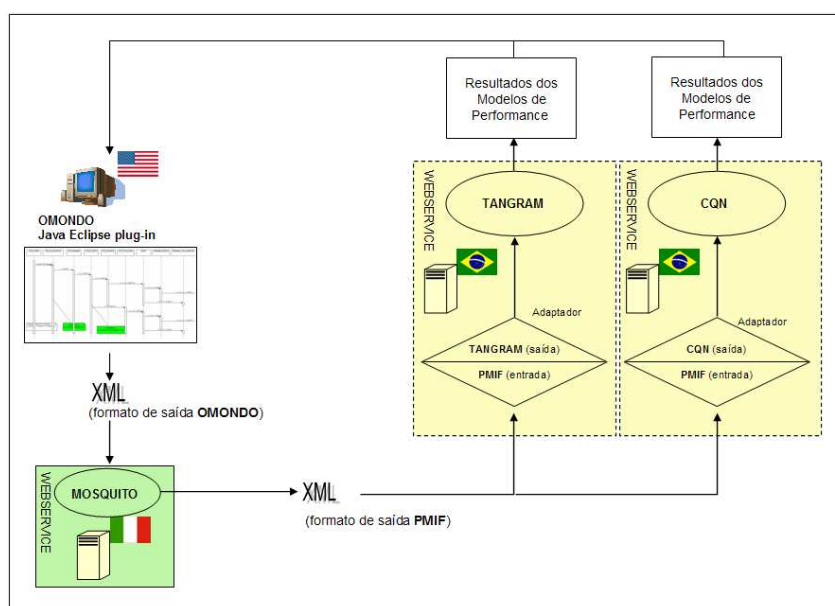 Resultados dos
Modelos de
Performance
Resultados dos
Modelos de
Performance
OMONDO
Java Eclipse plug-in
WEBSERVICE
TANGRAM
Adaptador
TANGRAM (saída)
PMIF (entrada)
WEBSERVICE
CQN
Adaptador
CQN (saída)
PMIF (entrada)
XML
(formato de saída OMONDO)
WEBSERVICE
MOSQUITO
XML
(formato de saída PMIF)